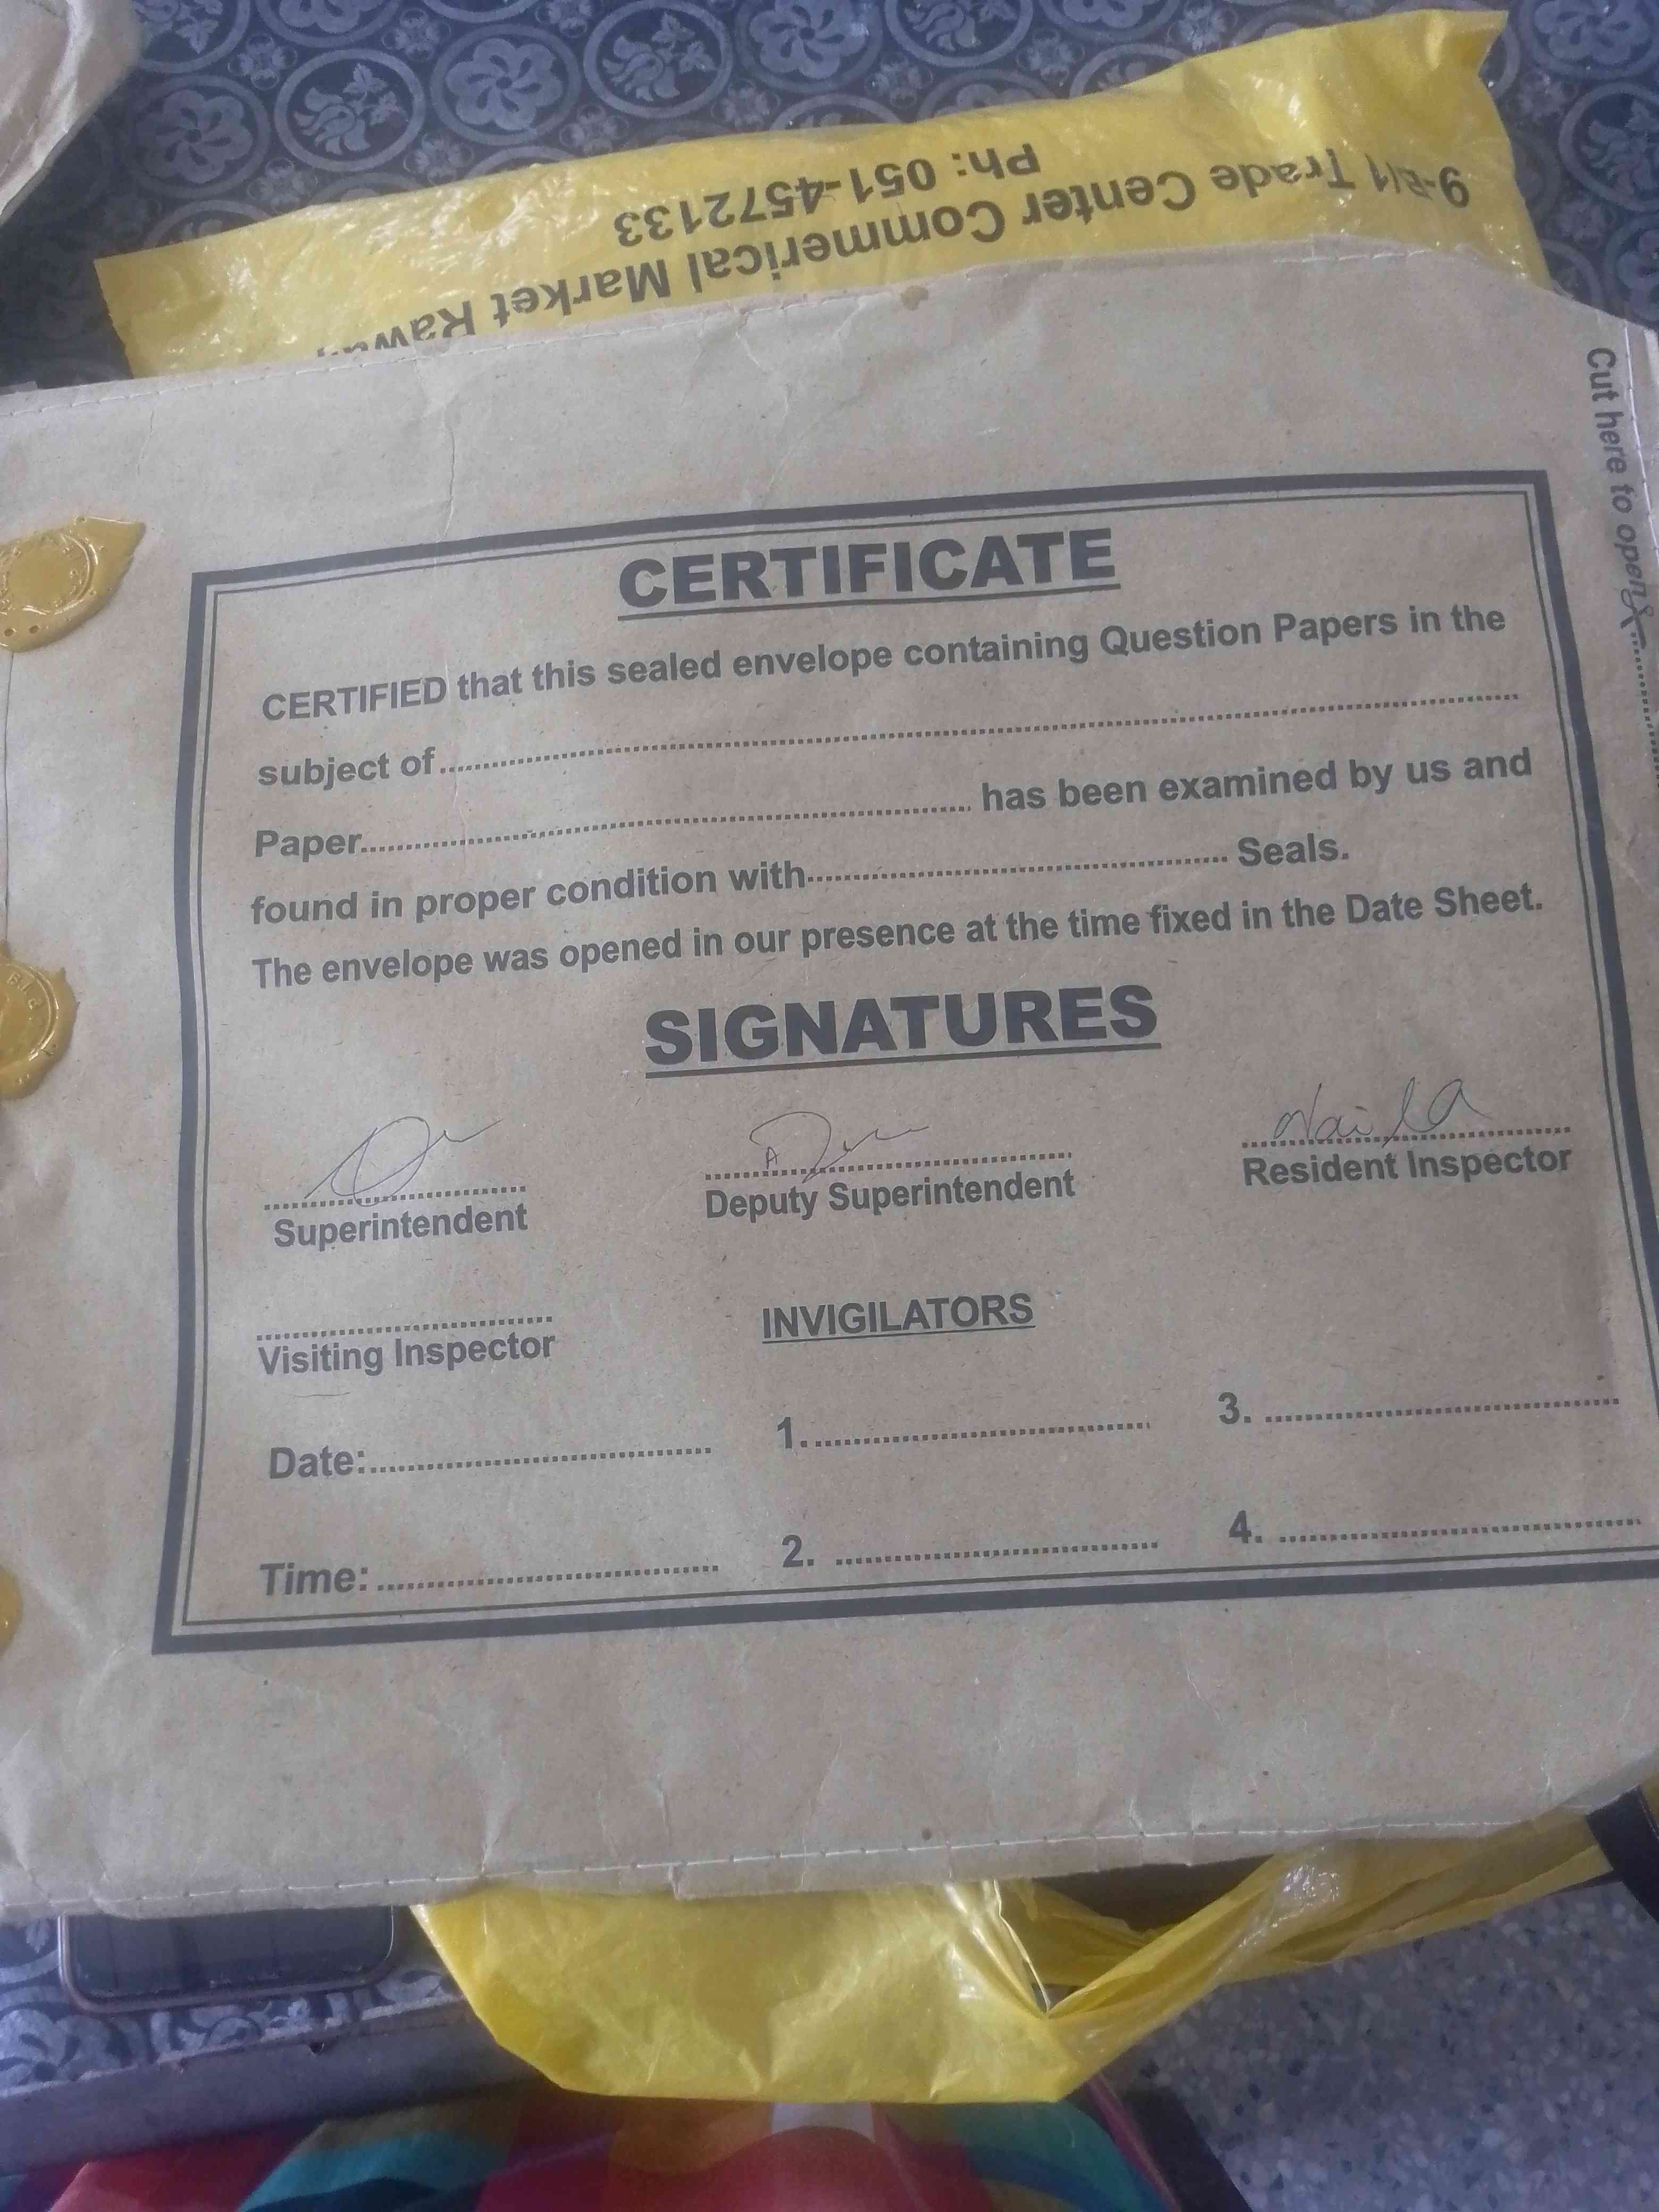 9-B/1 Trade Center Commerical Market
Ph: 051-4572133
Cut here to open
CERTIFICATE
CERTIFIED that this sealed envelope containing Question Papers in the
subject of
Paper has been examined by us and
found in proper condition with Seals.
The envelope was opened in our presence at the time fixed in the Date Sheet.
SIGNATURES
Naila
Superintendent
Deputy Superintendent
Resident Inspector
Visiting Inspector
INVIGILATORS
Date:
1.
3.
Time:
2.
4.